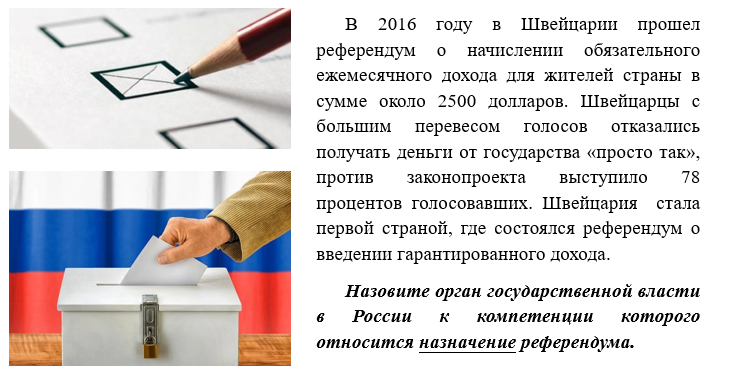 В 2016 году в Швейцарии прошел
референдум о начислении обязательного
ежемесячного дохода для жителей страны в
сумме около 2500 долларов. Швейцарцы с
большим перевесом голосов отказались
получать деньги от государства «просто так»,
против законопроекта выступило 78
процентов голосовавших. Швейцария стала
первой страной, где состоялся референдум о
введении гарантированного дохода.
Назовите орган государственной власти
в России к компетенции которого
относится назначение референдума.